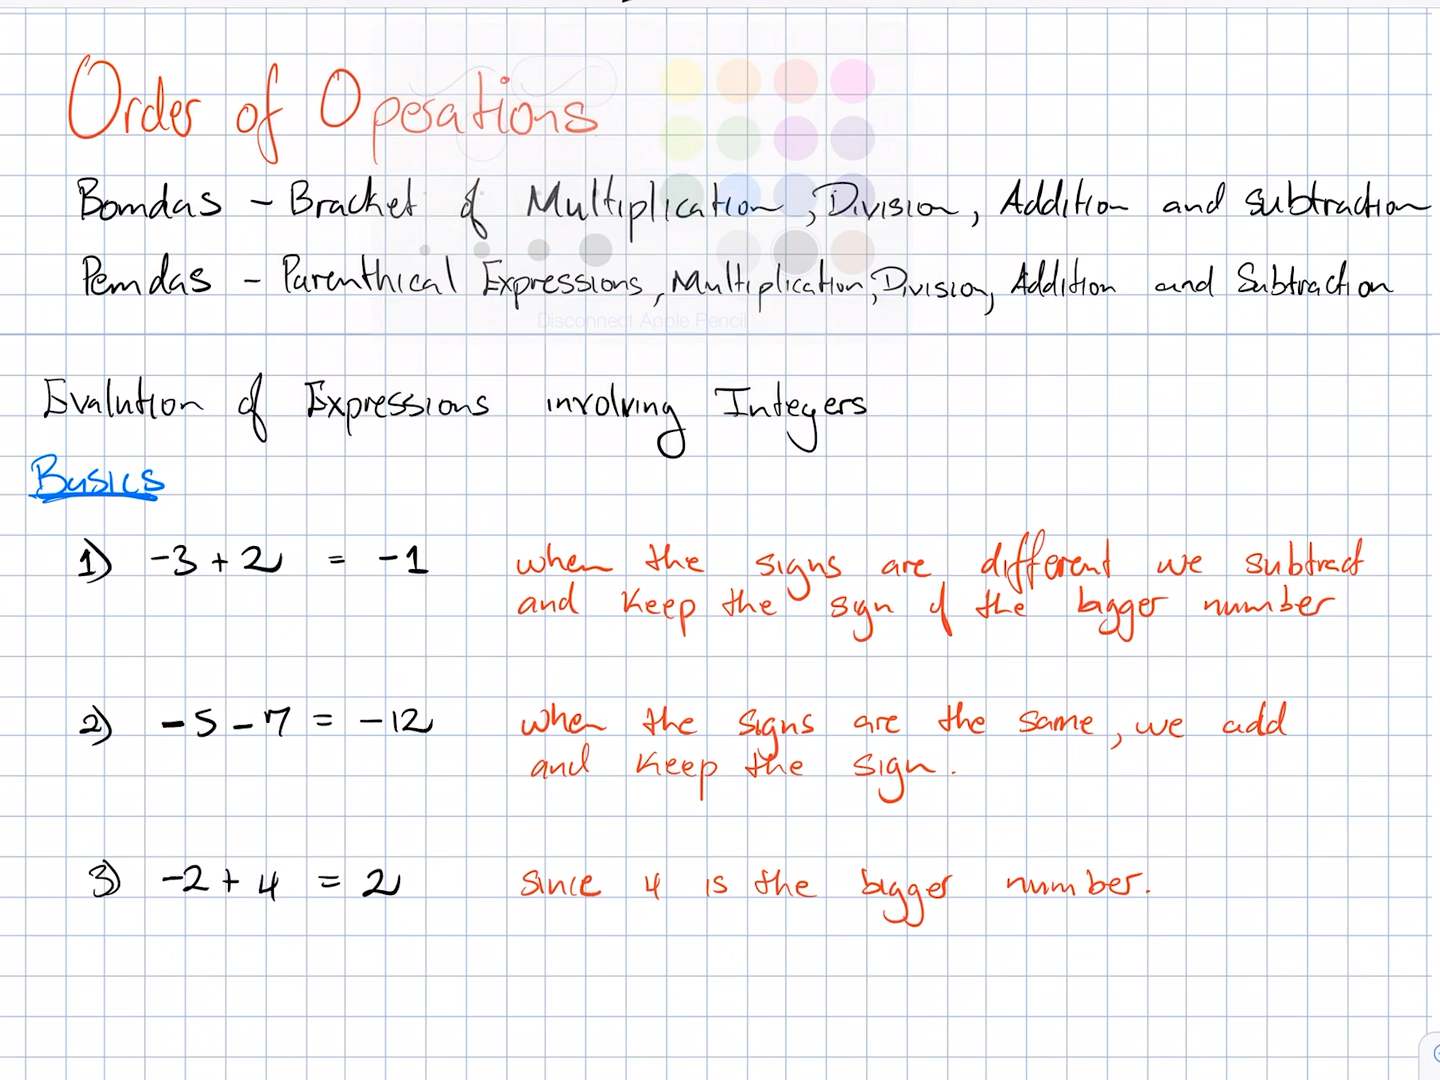 Order of Operations
Bomdas - Bracket of Multiplication, Division, Addition and subtraction
Pemdas - Parenthical Expressions, Multiplication, Division, Addition and Subtraction
Disconnect Apple Pencil
Evalution of Expressions involving Integers
Basics
1) -3 + 2 = -1 when the signs are different we subtract
and keep the sign of the bigger number
2) -5 - 7 = -12 when the signs are the same, we add
and keep the sign.
3) -2 + 4 = 2 since 4 is the bigger number.